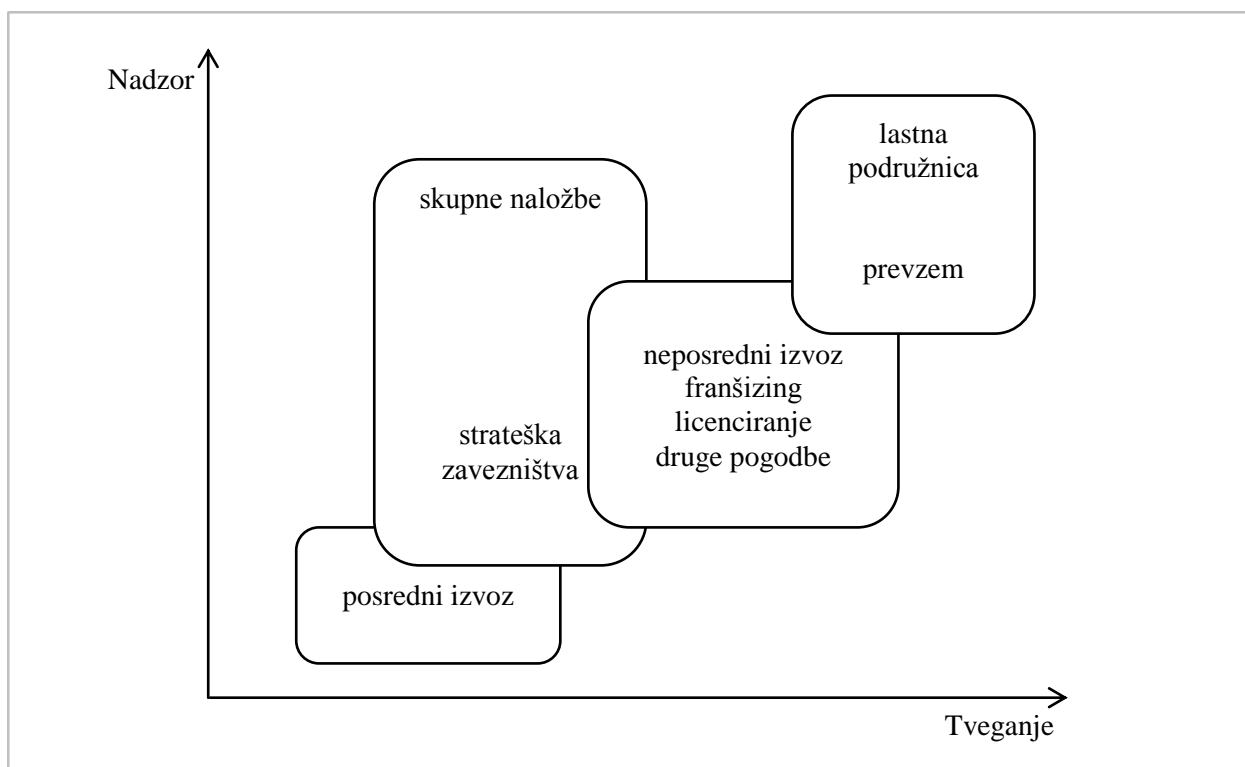 Nadzor
lastna
podružnica
prevzem
skupne naložbe
strateška
zavezništva
neposredni izvoz
franšizing
licenciranje
druge pogodbe
posredni izvoz
Tveganje